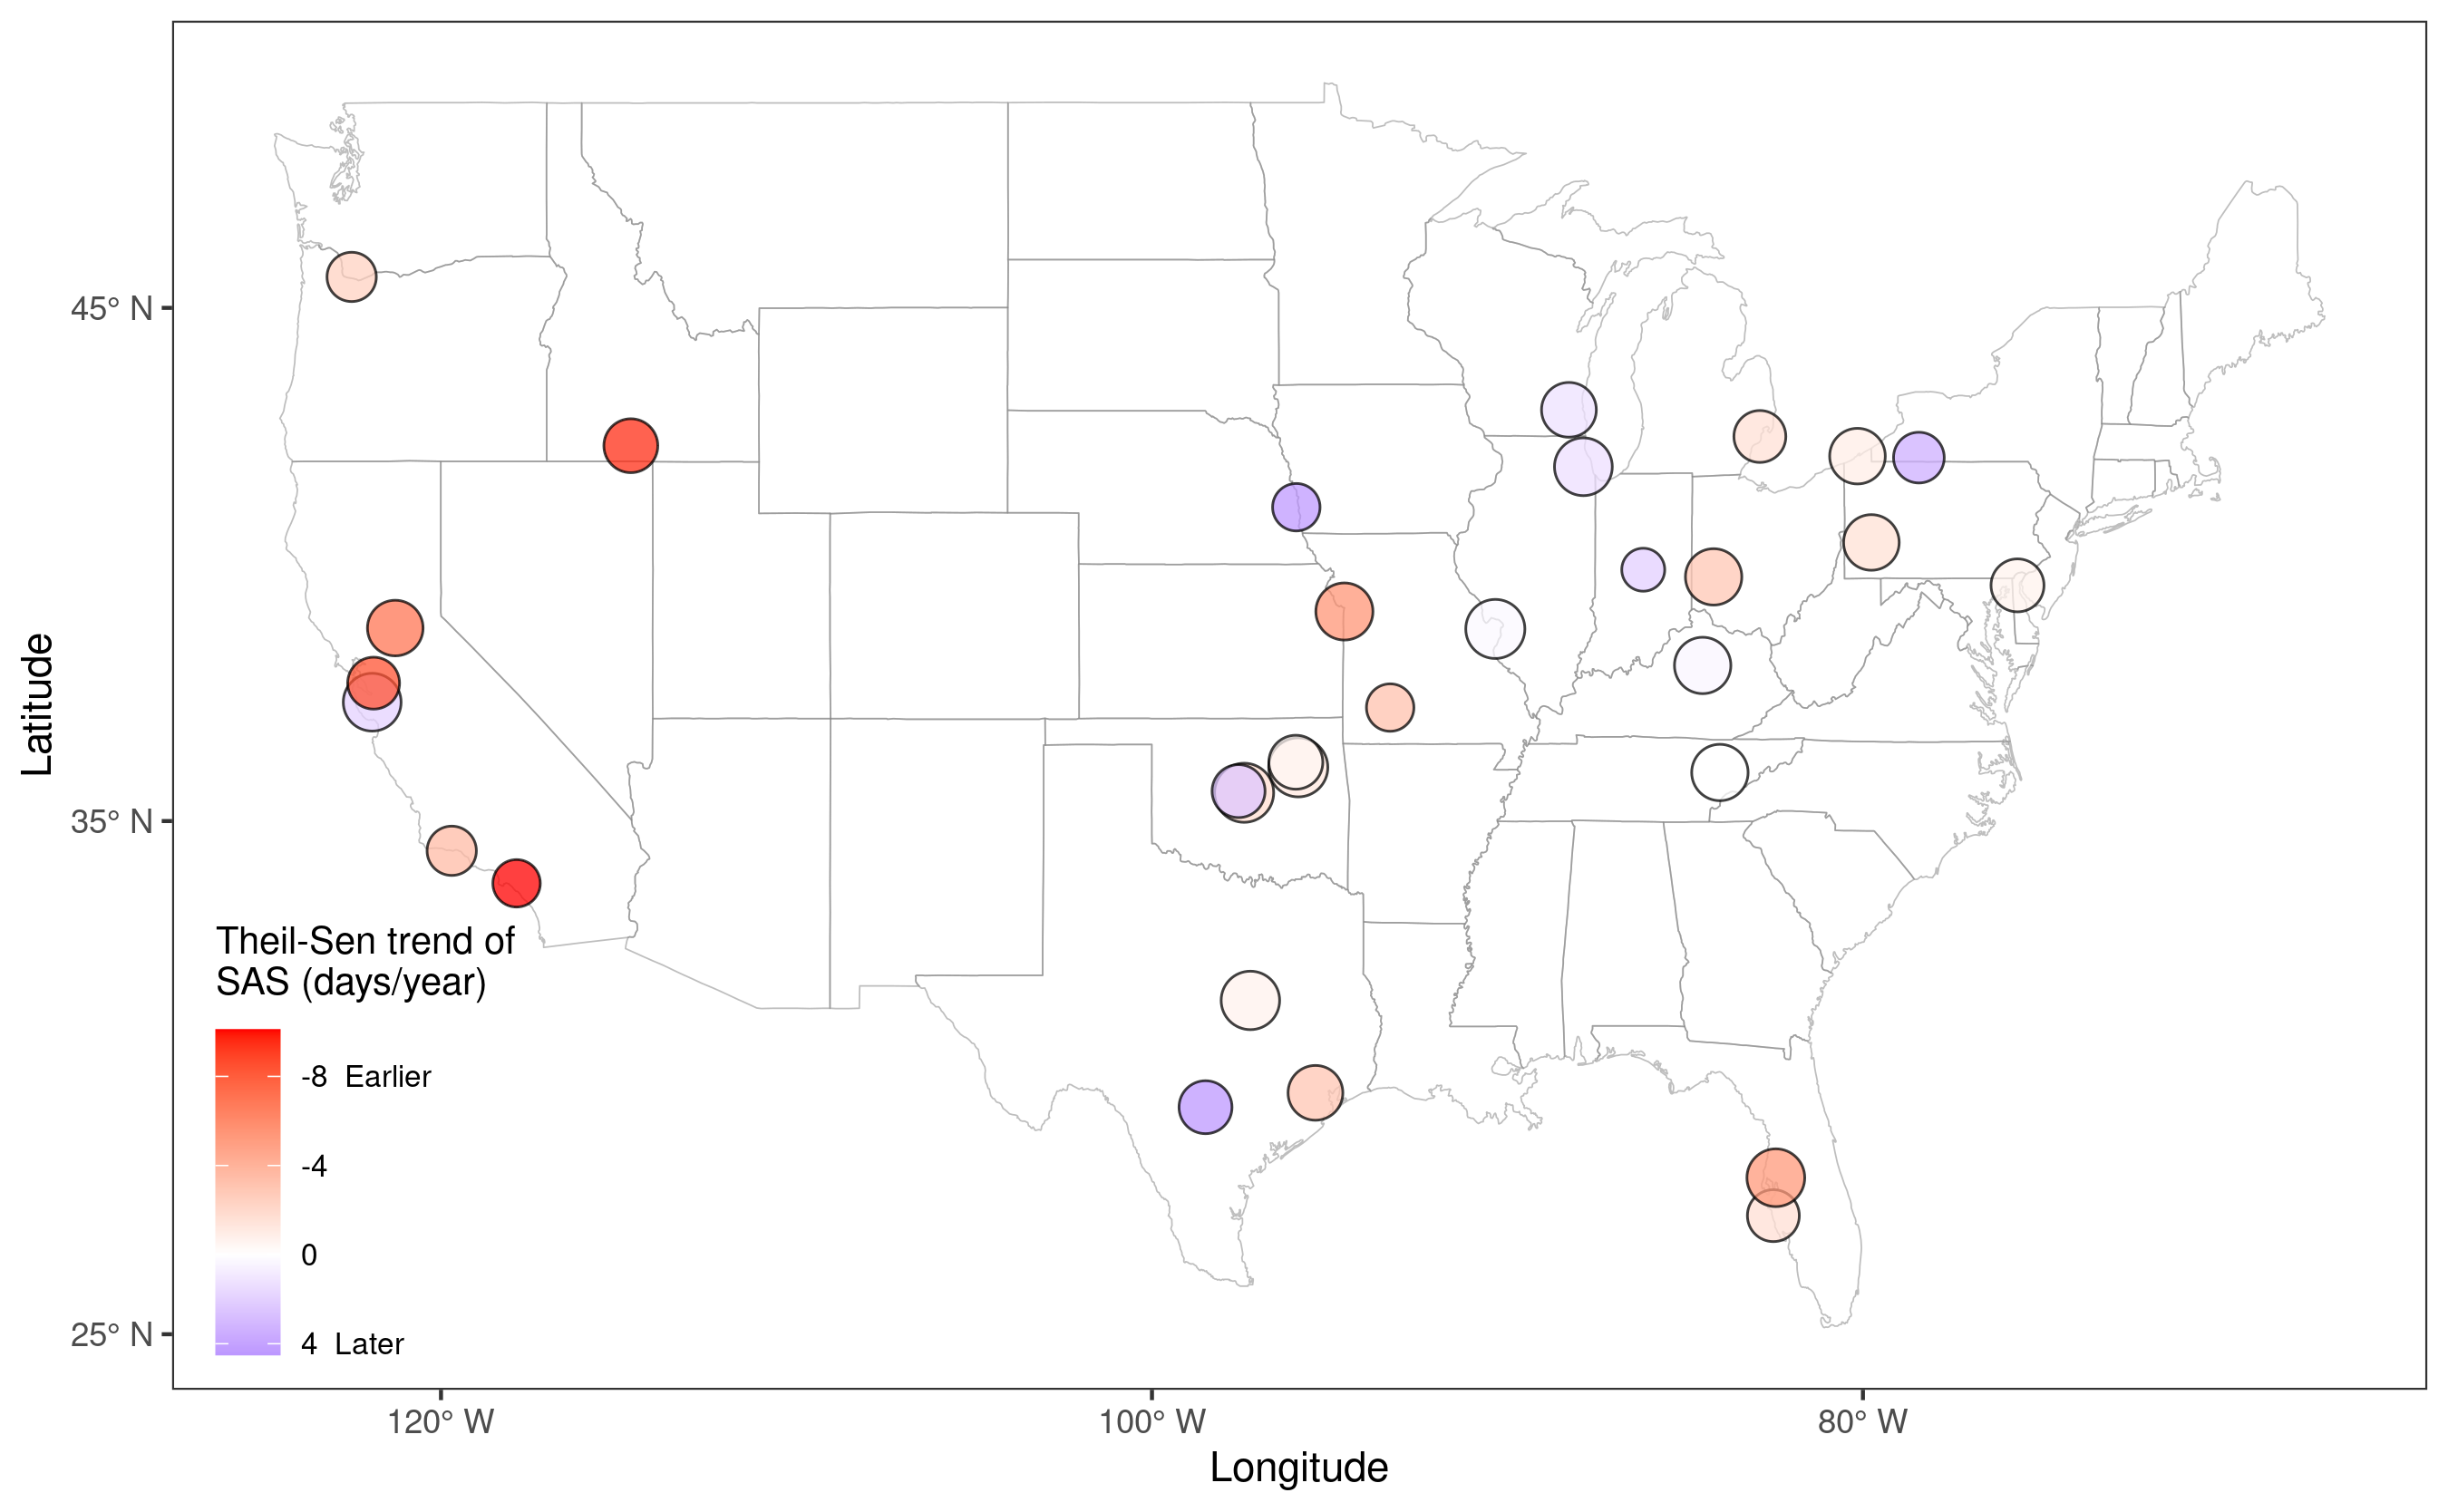 45° N
35° N
25° N
Latitude
Theil-Sen trend of
SAS (days/year)
-8 Earlier
-4
0
4 Later
120° W
100° W
80° W
Longitude